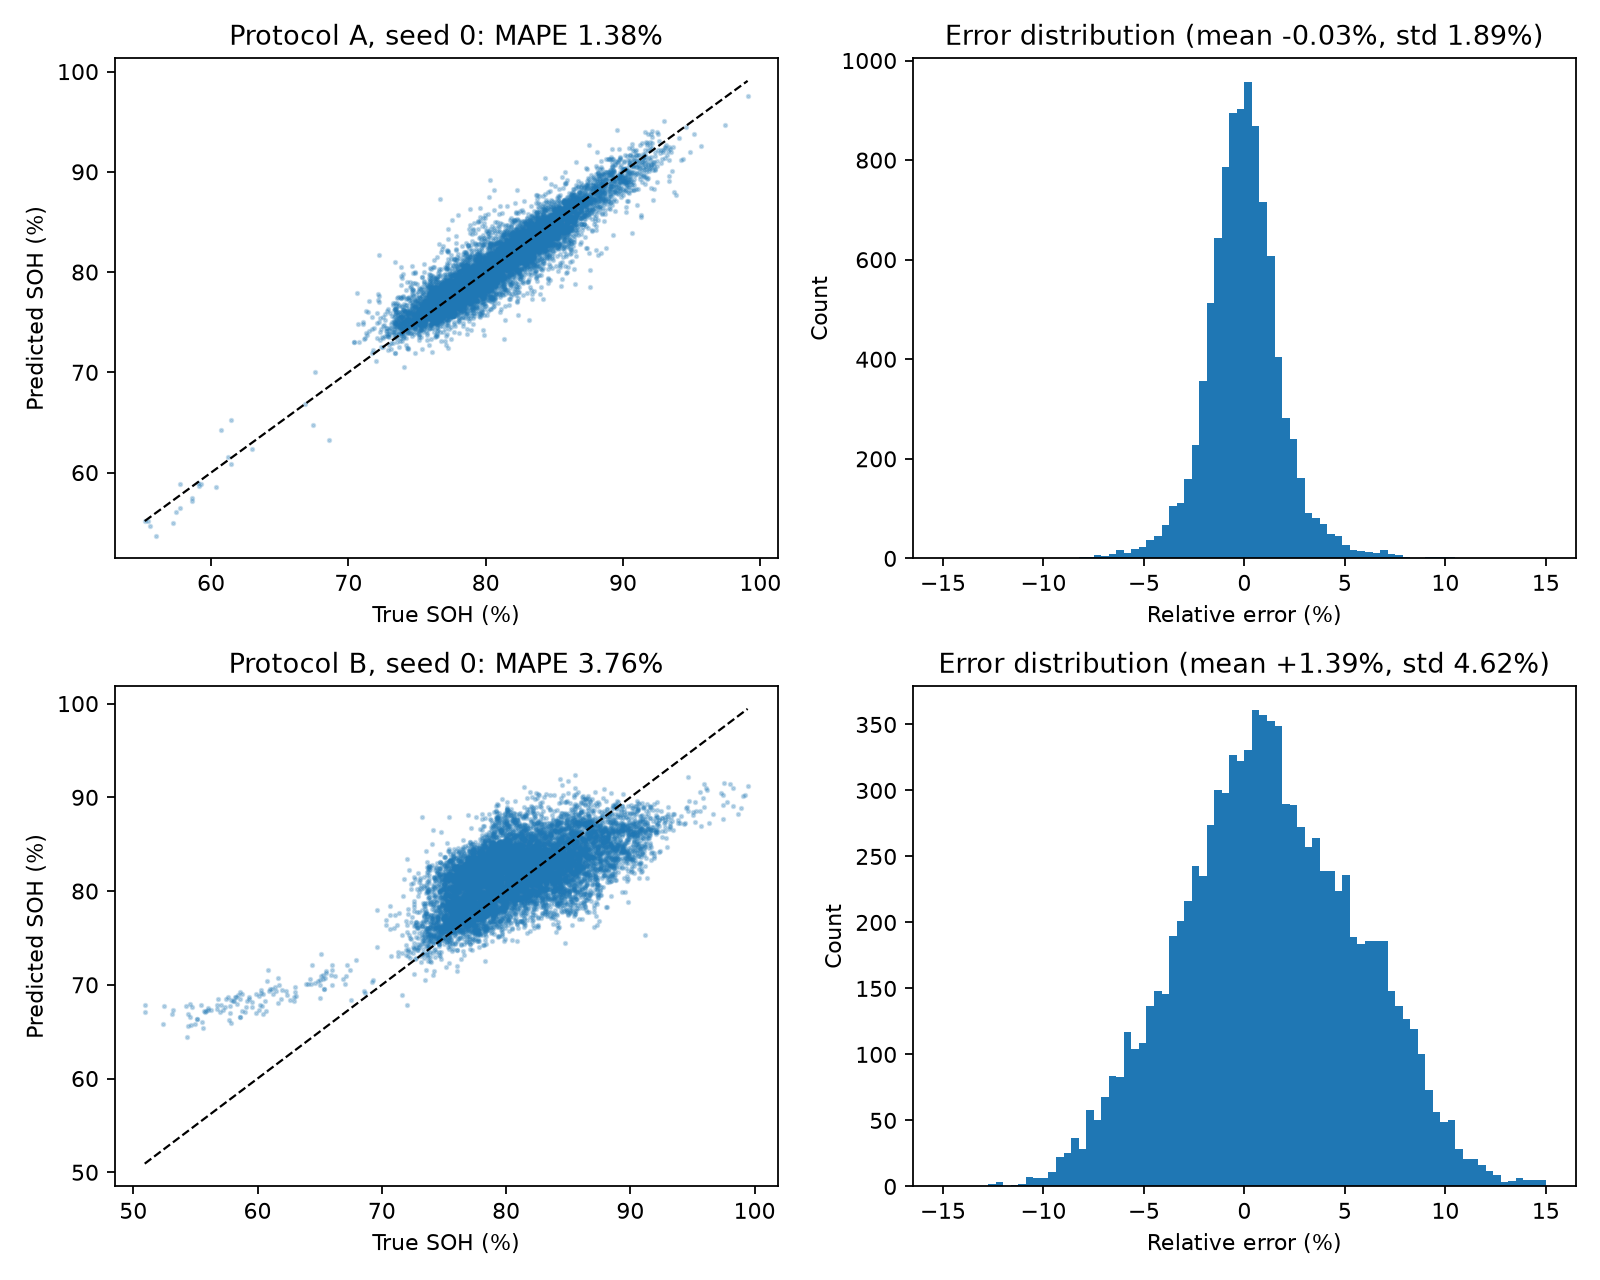 Protocol A, seed 0: MAPE 1.38%
100
90
80
70
60
Predicted SOH (%)
60 70 80 90 100
True SOH (%)
Error distribution (mean -0.03%, std 1.89%)
1000
800
600
400
200
0
Count
−15 −10 −5 0 5 10 15
Relative error (%)
Protocol B, seed 0: MAPE 3.76%
100
90
80
70
60
50
Predicted SOH (%)
50 60 70 80 90 100
True SOH (%)
Error distribution (mean +1.39%, std 4.62%)
350
300
250
200
150
100
50
0
Count
−15 −10 −5 0 5 10 15
Relative error (%)